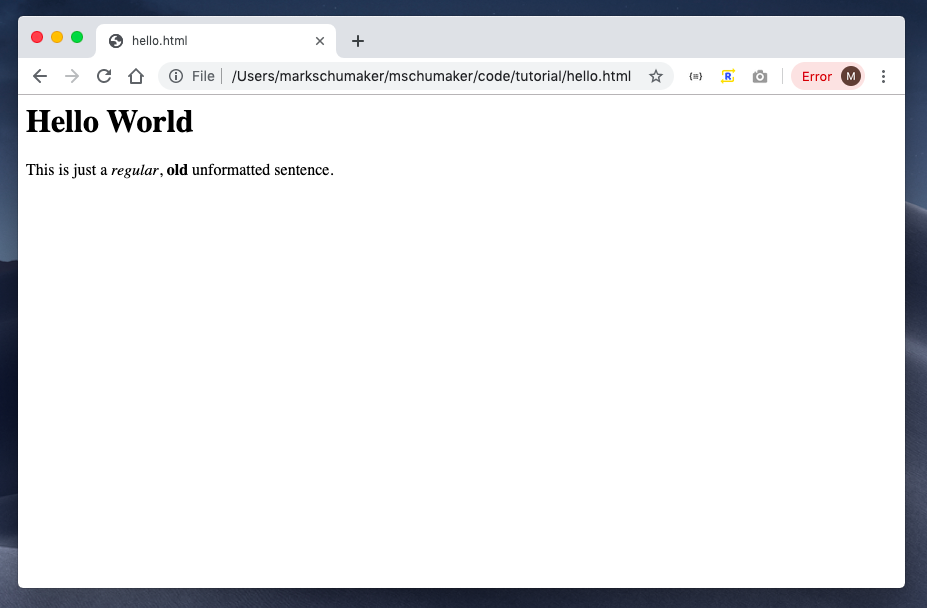 hello.html
File /Users/markschumaker/mschumaker/code/tutorial/hello.html {≡} R Error M
Hello World
This is just a regular, old unformatted sentence.